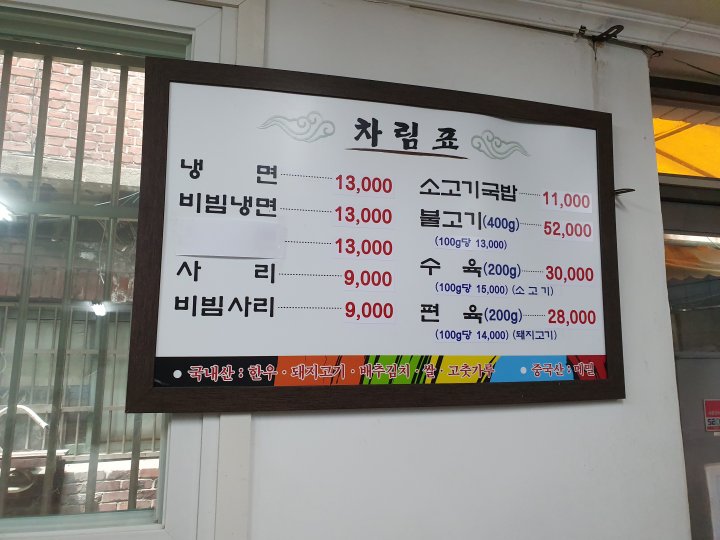 차림표
냉면 13,000
비빔냉면 13,000
13,000
사리 9,000
비빔사리 9,000
소고기국밥 11,000
불고기(400g) 52,000
(100g당 13,000)
수육(200g) 30,000
(100g당 15,000) (소고기)
편육(200g) 28,000
(100g당 14,000) (돼지고기)
● 국내산 : 한우 · 돼지고기 · 배추김치 · 쌀 · 고춧가루 ● 중국산 : 메밀